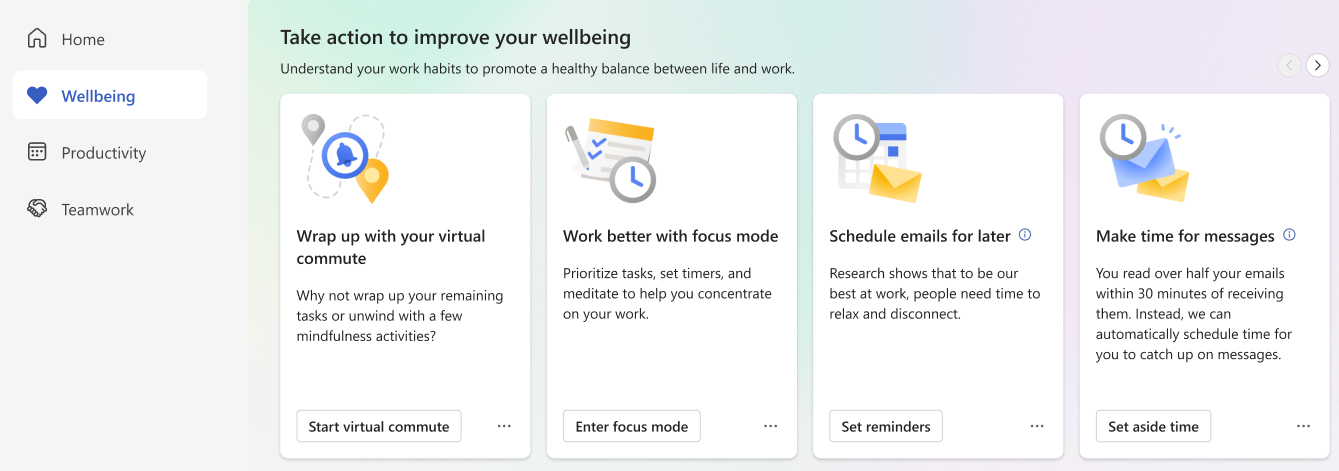 Home
Wellbeing
Productivity
Teamwork
Take action to improve your wellbeing
Understand your work habits to promote a healthy balance between life and work.
Wrap up with your virtual
commute
Why not wrap up your remaining
tasks or unwind with a few
mindfulness activities?
Start virtual commute
Work better with focus mode
Prioritize tasks, set timers, and
meditate to help you concentrate
on your work.
Enter focus mode
Schedule emails for later
Research shows that to be our
best at work, people need time to
relax and disconnect.
Set reminders
Make time for messages
You read over half your emails
within 30 minutes of receiving
them. Instead, we can
automatically schedule time for
you to catch up on messages.
Set aside time